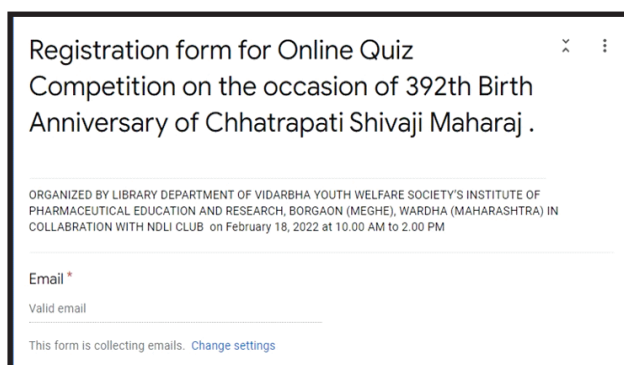 Registration form for Online Quiz
Competition on the occasion of 392th Birth
Anniversary of Chhatrapati Shivaji Maharaj .
ORGANIZED BY LIBRARY DEPARTMENT OF VIDARBHA YOUTH WELFARE SOCIETY'S INSTITUTE OF
PHARMACEUTICAL EDUCATION AND RESEARCH, BORGAON (MEGHE), WARDHA (MAHARASHTRA) IN
COLLABRATION WITH NDLI CLUB on February 18, 2022 at 10.00 AM to 2.00 PM
Email *
Valid email
This form is collecting emails. Change settings